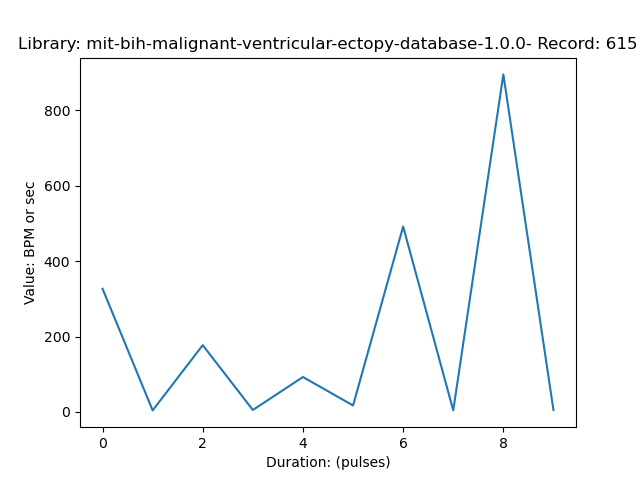 Library: mit-bih-malignant-ventricular-ectopy-database-1.0.0- Record: 615
800
600
400
200
0
Value: BPM or sec
0 2 4 6 8
Duration: (pulses)